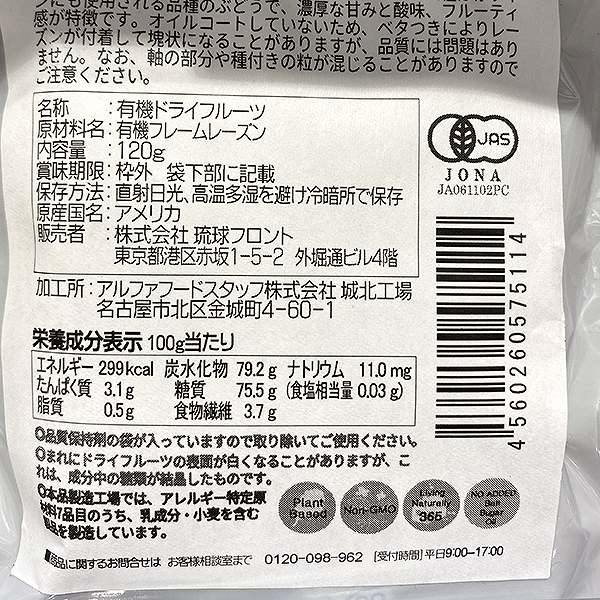 にも使用される品種のぶどうで、濃厚な甘みと酸味、フルーティ
感が特徴です。オイルコートしていないため、ベタつきによりレー
ズンが付着して塊状になることがありますが、品質には問題はあり
ません。なお、軸の部分や種付きの粒が混じることがありますので
ご注意ください。
名称：有機ドライフルーツ
原材料名：有機フレームレーズン
内容量：120g
賞味期限：枠外 袋下部に記載
保存方法：直射日光、高温多湿を避け冷暗所で保存
原産国名：アメリカ
販売者：株式会社 琉球フロント
東京都港区赤坂1-5-2 外堀通ビル4階
JAS
JONA
JA061102PC
加工所：アルファフードスタッフ株式会社 城北工場
名古屋市北区金城町4-60-1
栄養成分表示 100g当たり
エネルギー 299kcal 炭水化物 79.2g ナトリウム 11.0mg
たんぱく質 3.1g 糖質 75.5g (食塩相当量 0.03g)
脂質 0.5g 食物繊維 3.7g
4560260575114
◎品質保持剤の袋が入っていますので取り除いてご使用ください。
◎まれにドライフルーツの表面が白くなることがありますが、こ
れは、成分中の糖類が結晶したものです。
◎本品製造工場では、アレルギー特定原
材料7品目のうち、乳成分・小麦を含む
製品を製造しています。
Plant
Based
Non-GMO
Living
Naturally
365
NO ADDED
Salt
Sugar
Oil
商品に関するお問合せは お客様相談室まで 0120-098-962 [受付時間] 平日9:00-17:00